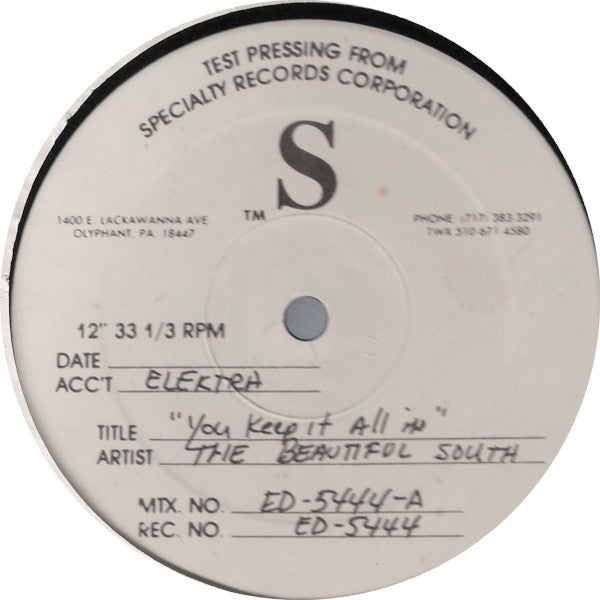 TEST PRESSING FROM
SPECIALTY RECORDS CORPORATION
S
TM
1400 E. LACKAWANNA AVE.
OLYPHANT, PA. 18447
PHONE: (717) 383-3291
TWX 510-671-4580
12" 33 1/3 RPM
DATE
ACC'T ELEKTRA
TITLE "You Keep it All in"
ARTIST THE BEAUTIFUL SOUTH
MTX. NO. ED-5444-A
REC. NO. ED-5444